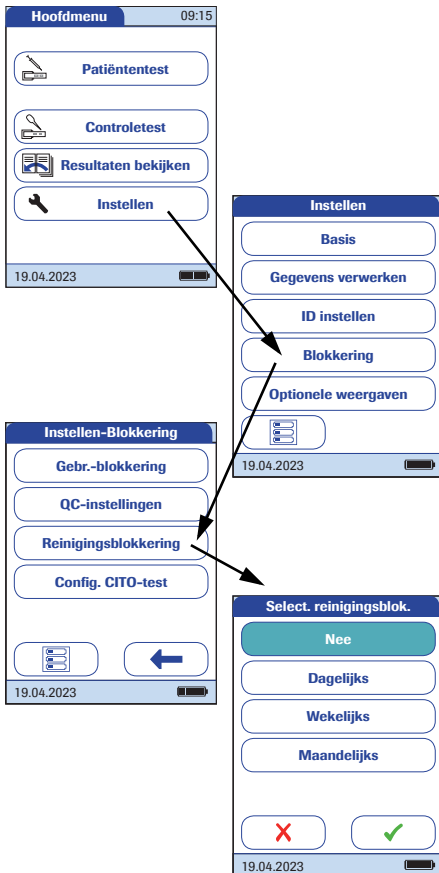 Hoofdmenu 09:15
Patiëntentest
Controletest
Resultaten bekijken
Instellen
19.04.2023
Instellen
Basis
Gegevens verwerken
ID instellen
Blokkering
Optionele weergaven
19.04.2023
Instellen-Blokkering
Gebr.-blokkering
QC-instellingen
Reinigingsblokkering
Config. CITO-test
19.04.2023
Select. reinigingsblok.
Nee
Dagelijks
Wekelijks
Maandelijks
19.04.2023